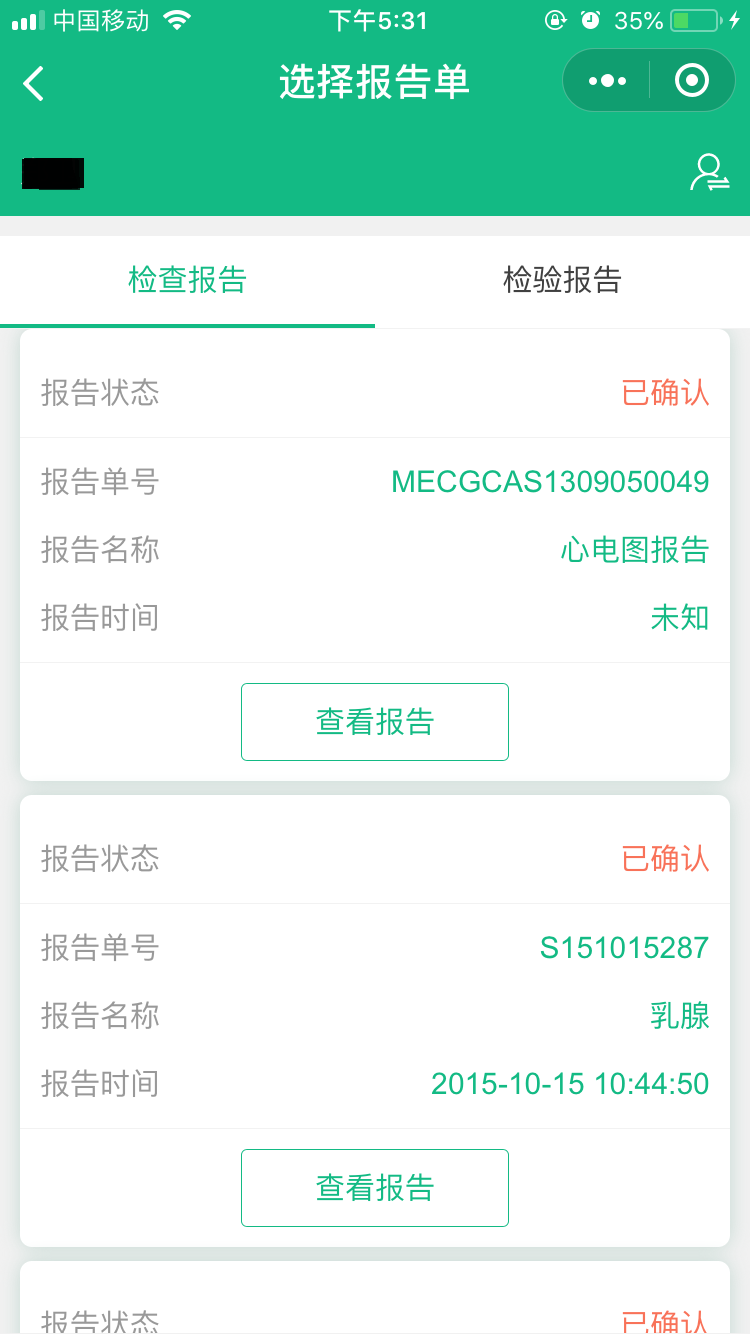 中国移动 下午5:31 35%
选择报告单
检查报告 检验报告
报告状态 已确认
报告单号 MECGCAS1309050049
报告名称 心电图报告
报告时间 未知
查看报告
报告状态 已确认
报告单号 S151015287
报告名称 乳腺
报告时间 2015-10-15 10:44:50
查看报告
报告状态 已确认